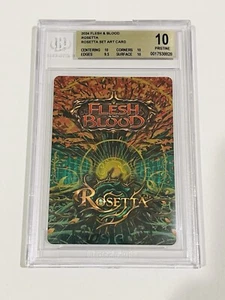 2024 FLESH & BLOOD
ROSETTA
ROSETTA SET ART CARD
CENTERING 10 CORNERS 10
EDGES 9.5 SURFACE 10
10
PRISTINE
FLESH
AND
BLOOD
ROSETTA